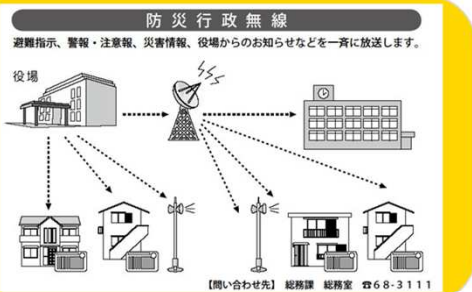 防災行政無線
避難指示、警報・注意報、災害情報、役場からのお知らせなどを一斉に放送します。
役場
【問い合わせ先】 総務課 総務室 ☎68-3111